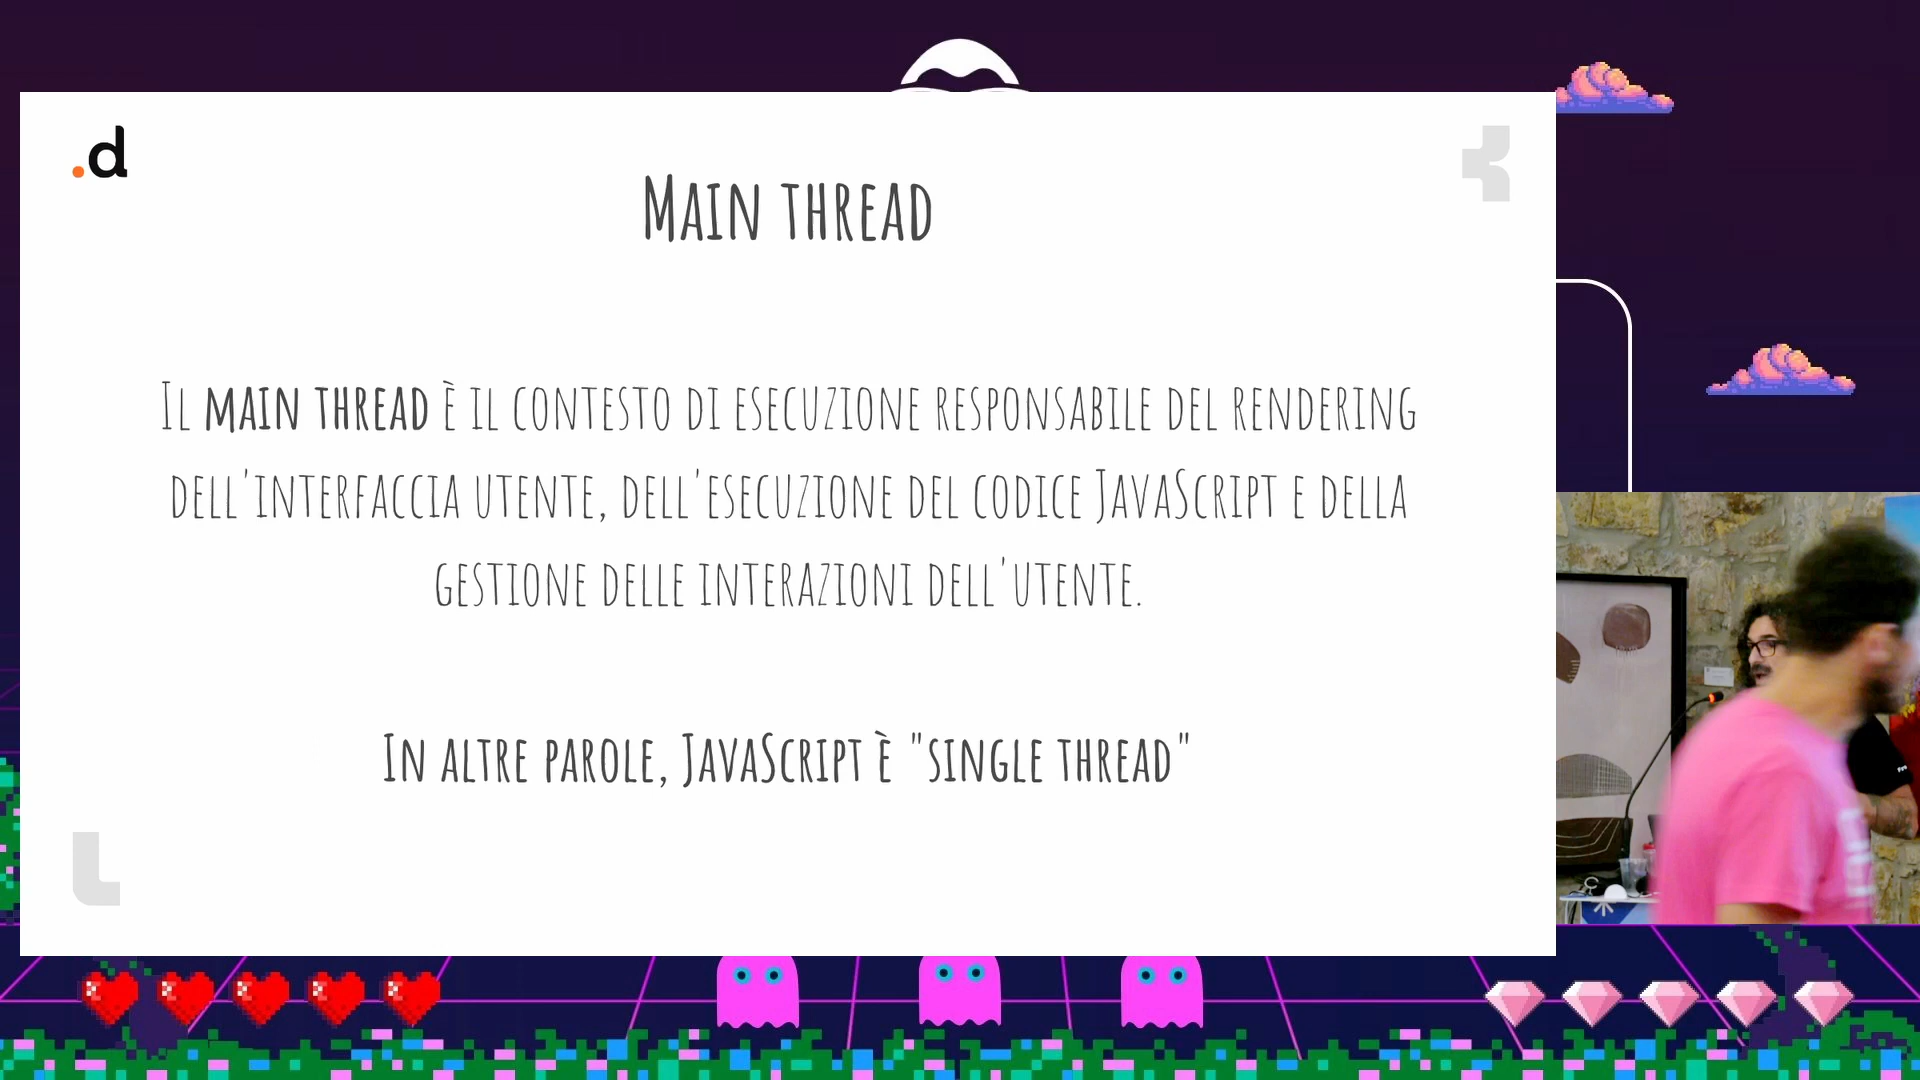 .d
Main thread
Il main thread è il contesto di esecuzione responsabile del rendering
dell'interfaccia utente, dell'esecuzione del codice JavaScript e della
gestione delle interazioni dell'utente.
In altre parole, JavaScript è "single thread"